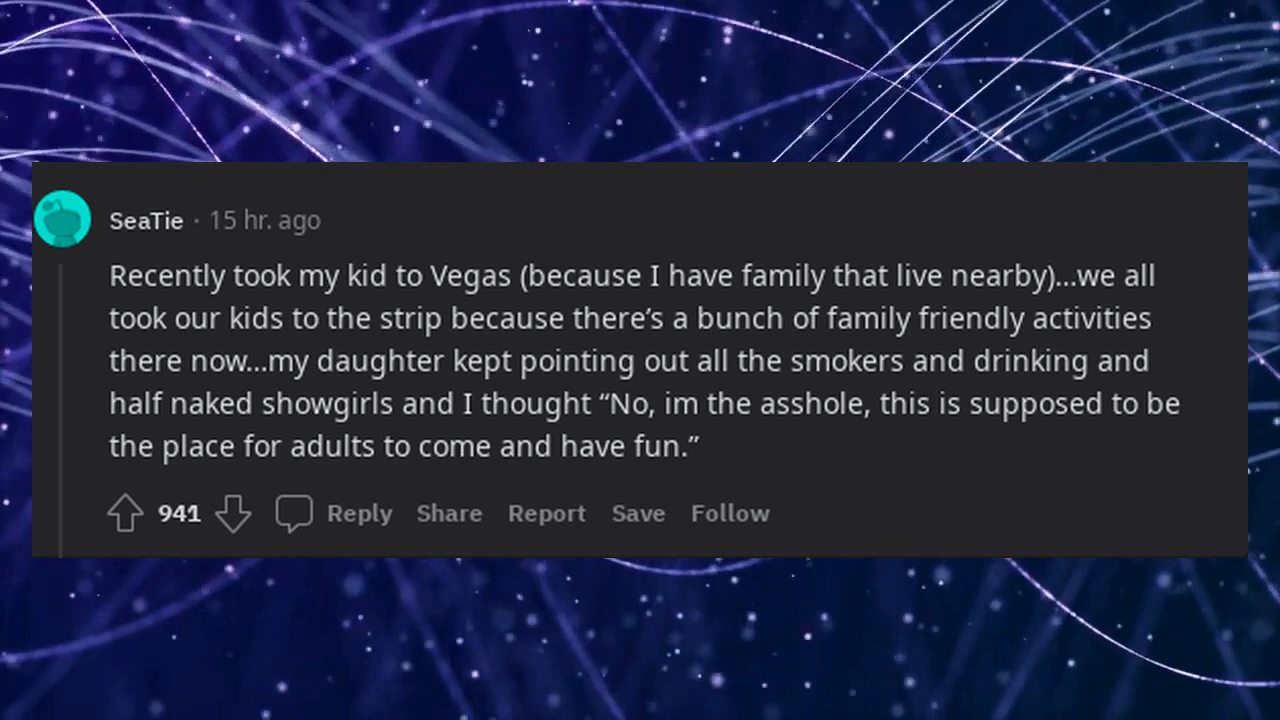 SeaTie · 15 hr. ago
Recently took my kid to Vegas (because I have family that live nearby)...we all
took our kids to the strip because there’s a bunch of family friendly activities
there now...my daughter kept pointing out all the smokers and drinking and
half naked showgirls and I thought “No, im the asshole, this is supposed to be
the place for adults to come and have fun.”
941 Reply Share Report Save Follow